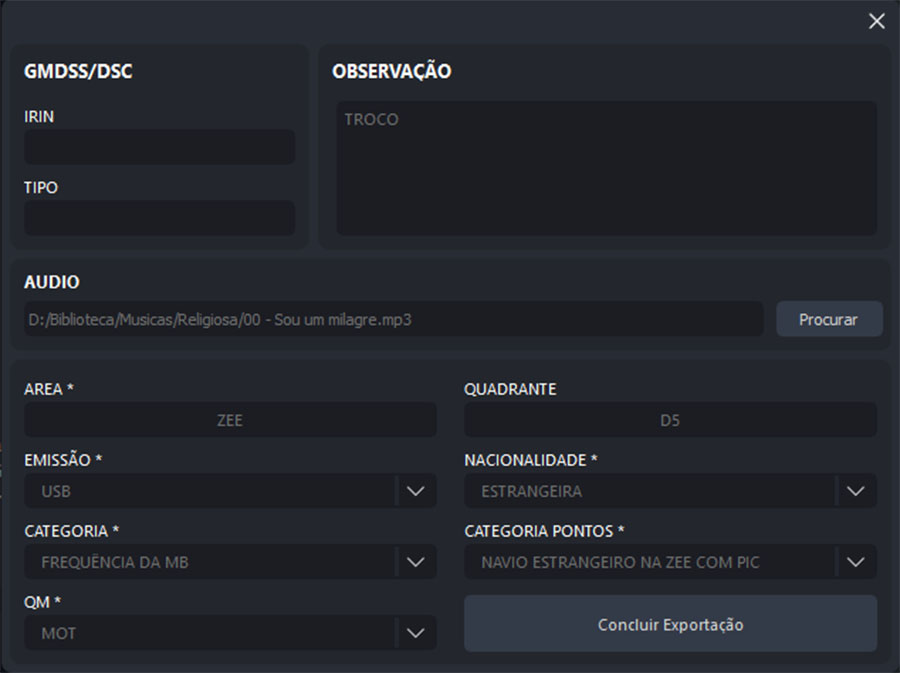 GMDSS/DSC
IRIN
TIPO
OBSERVAÇÃO
TROCO
AUDIO
D:/Biblioteca/Musicas/Religiosa/00 - Sou um milagre.mp3
Procurar
AREA *
ZEE
QUADRANTE
D5
EMISSÃO *
USB
NACIONALIDADE *
ESTRANGEIRA
CATEGORIA *
FREQUÊNCIA DA MB
CATEGORIA PONTOS *
NAVIO ESTRANGEIRO NA ZEE COM PIC
QM *
MOT
Concluir Exportação